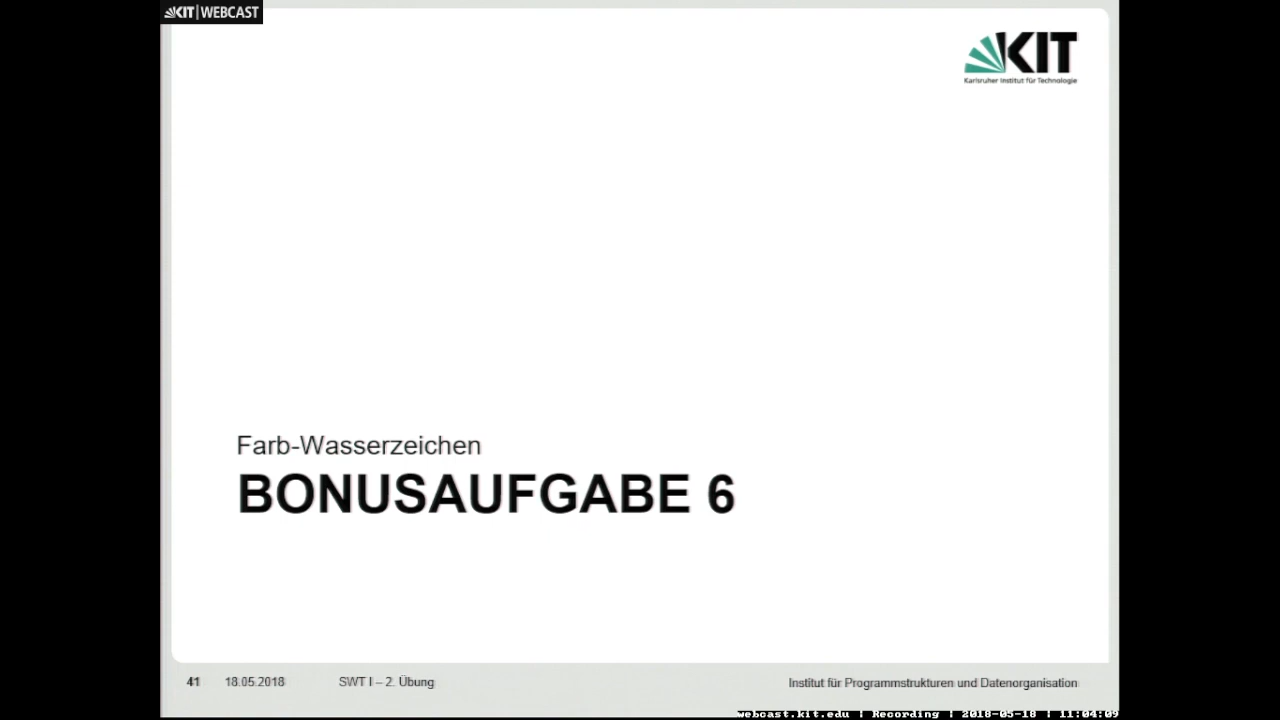 KIT | WEBCAST
KIT
Karlsruher Institut für Technologie
Farb-Wasserzeichen
BONUSAUFGABE 6
41 18.05.2018 SWT I – 2. Übung Institut für Programmstrukturen und Datenorganisation
webcast.kit.edu | Recording | 2018-05-18 | 11:04:09